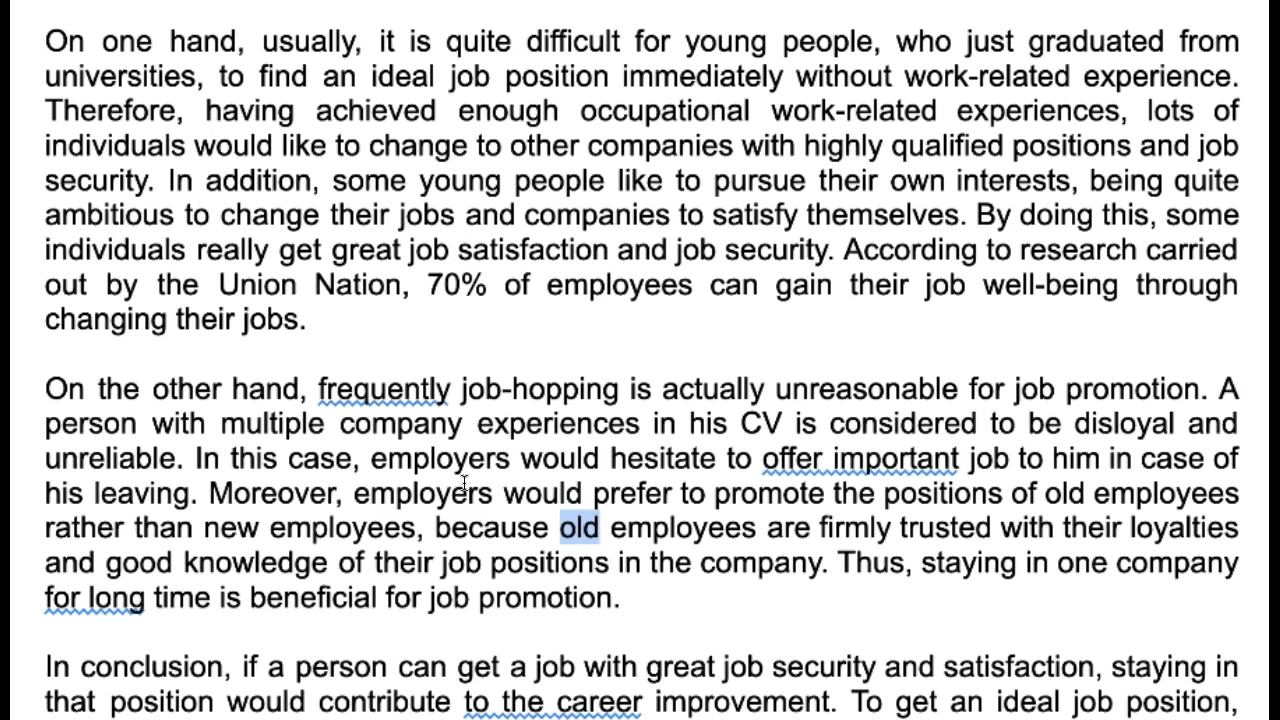 On one hand, usually, it is quite difficult for young people, who just graduated from
universities, to find an ideal job position immediately without work-related experience.
Therefore, having achieved enough occupational work-related experiences, lots of
individuals would like to change to other companies with highly qualified positions and job
security. In addition, some young people like to pursue their own interests, being quite
ambitious to change their jobs and companies to satisfy themselves. By doing this, some
individuals really get great job satisfaction and job security. According to research carried
out by the Union Nation, 70% of employees can gain their job well-being through
changing their jobs.
On the other hand, frequently job-hopping is actually unreasonable for job promotion. A
person with multiple company experiences in his CV is considered to be disloyal and
unreliable. In this case, employers would hesitate to offer important job to him in case of
his leaving. Moreover, employers would prefer to promote the positions of old employees
rather than new employees, because old employees are firmly trusted with their loyalties
and good knowledge of their job positions in the company. Thus, staying in one company
for long time is beneficial for job promotion.
In conclusion, if a person can get a job with great job security and satisfaction, staying in
that position would contribute to the career improvement. To get an ideal job position,